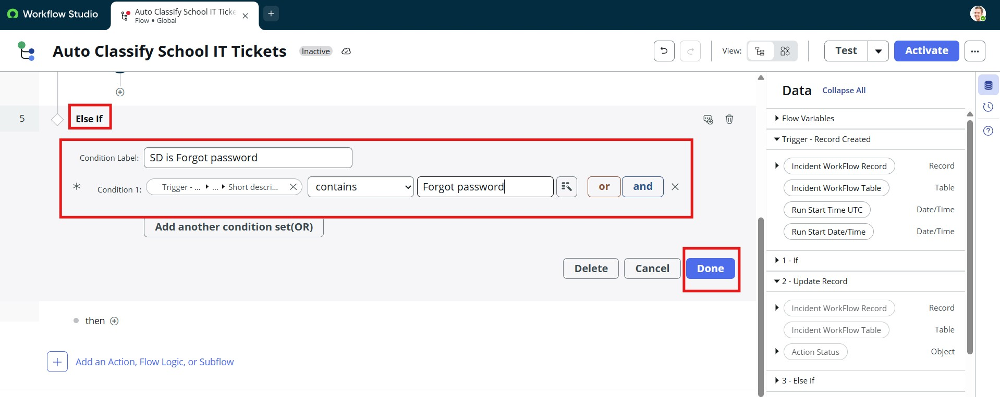 Workflow Studio
Auto Classify School IT Ticke
Flow • Global
Auto Classify School IT Tickets
Inactive
View:
Test
Activate
Data
Collapse All
5
Else If
Condition Label:
SD is Forgot password
* Condition 1:
Trigger - ... ... Short descri...
contains
Forgot password
or
and
Add another condition set(OR)
Delete
Cancel
Done
then
Add an Action, Flow Logic, or Subflow
Flow Variables
Trigger - Record Created
Incident WorkFlow Record Record
Incident WorkFlow Table Table
Run Start Time UTC Date/Time
Run Start Date/Time Date/Time
1 - If
2 - Update Record
Incident WorkFlow Record Record
Incident WorkFlow Table Table
Action Status Object
3 - Else If